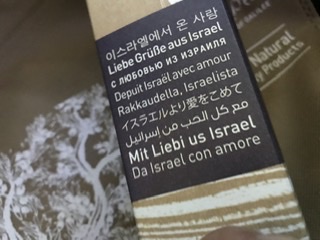 이스라엘에서 온 사랑
Liebe Grüße aus Israel
С ЛЮБОВЬЮ ИЗ ИЗРАИЛЯ
Depuit Israël avec amour
Rakkaudella, Israelista
イスラエルより愛をこめて
مع كل الحب من إسرائيل
Mit Liebi us Israel
Da Israel con amore
Natural
Products